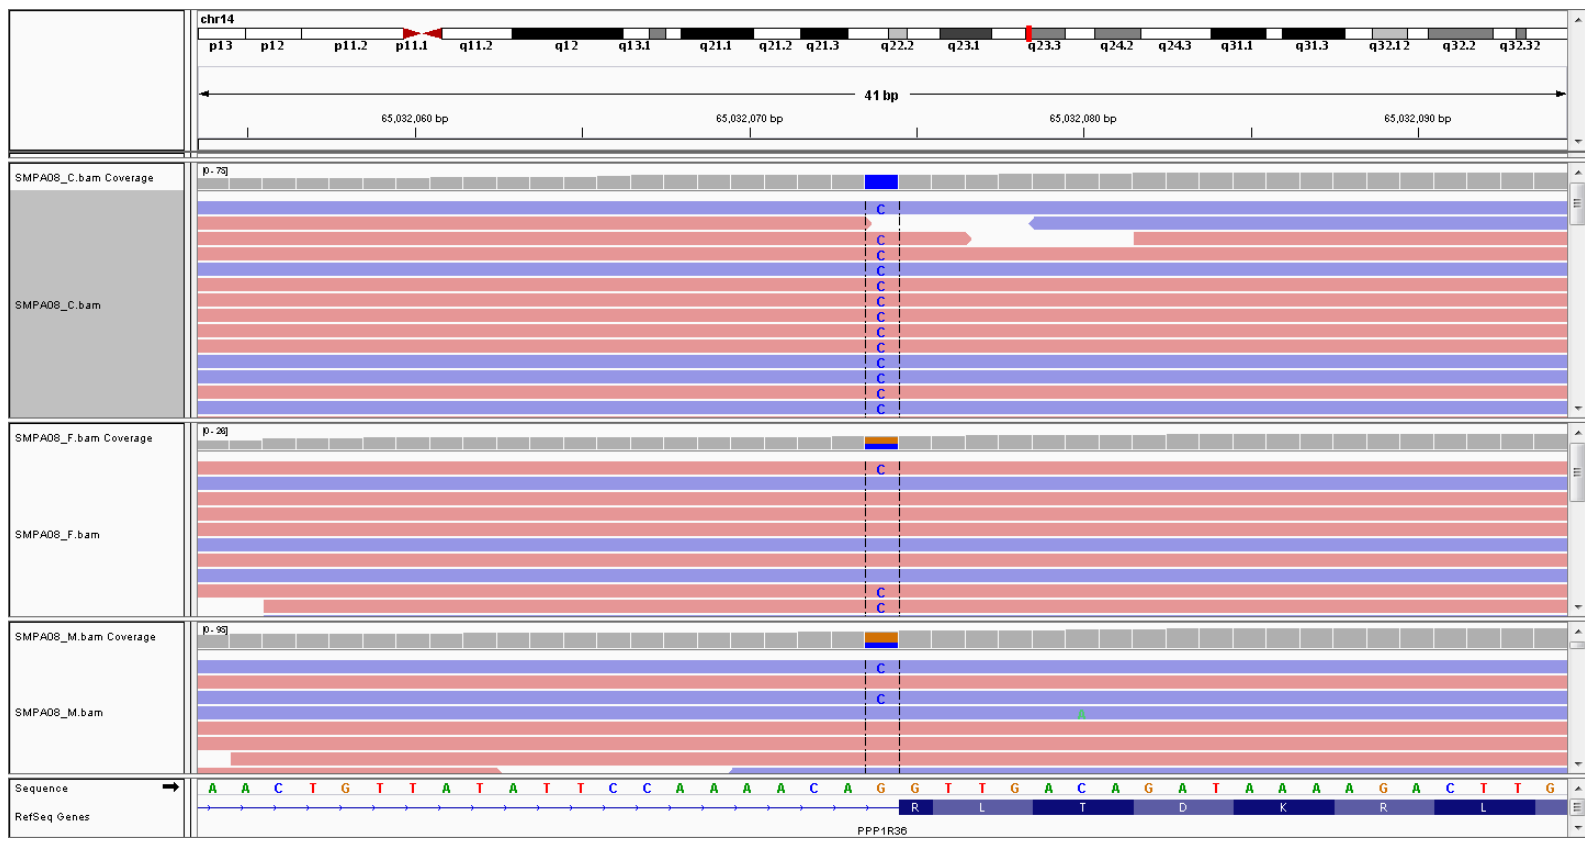 chr14
p13 p12 p11.2 p11.1 q11.2 q12 q13.1 q21.1 q21.2 q21.3 q22.2 q23.1 q23.3 q24.2 q24.3 q31.1 q31.3 q32.12 q32.2 q32.32
41 bp
65,032,060 bp 65,032,070 bp 65,032,080 bp 65,032,090 bp
SMPA08_C.bam Coverage [0 - 75]
C
C
C
C
C
C
C
SMPA08_C.bam
C
C
C
C
C
C
SMPA08_F.bam Coverage [0 - 26]
C
SMPA08_F.bam
C
C
SMPA08_M.bam Coverage [0 - 95]
C
C
SMPA08_M.bam A
Sequence A A C T G T T A T A T T C C A A A A C A G G T T G A C A G A T A A A A G A C T T G
RefSeq Genes R L T D K R L
PPP1R36